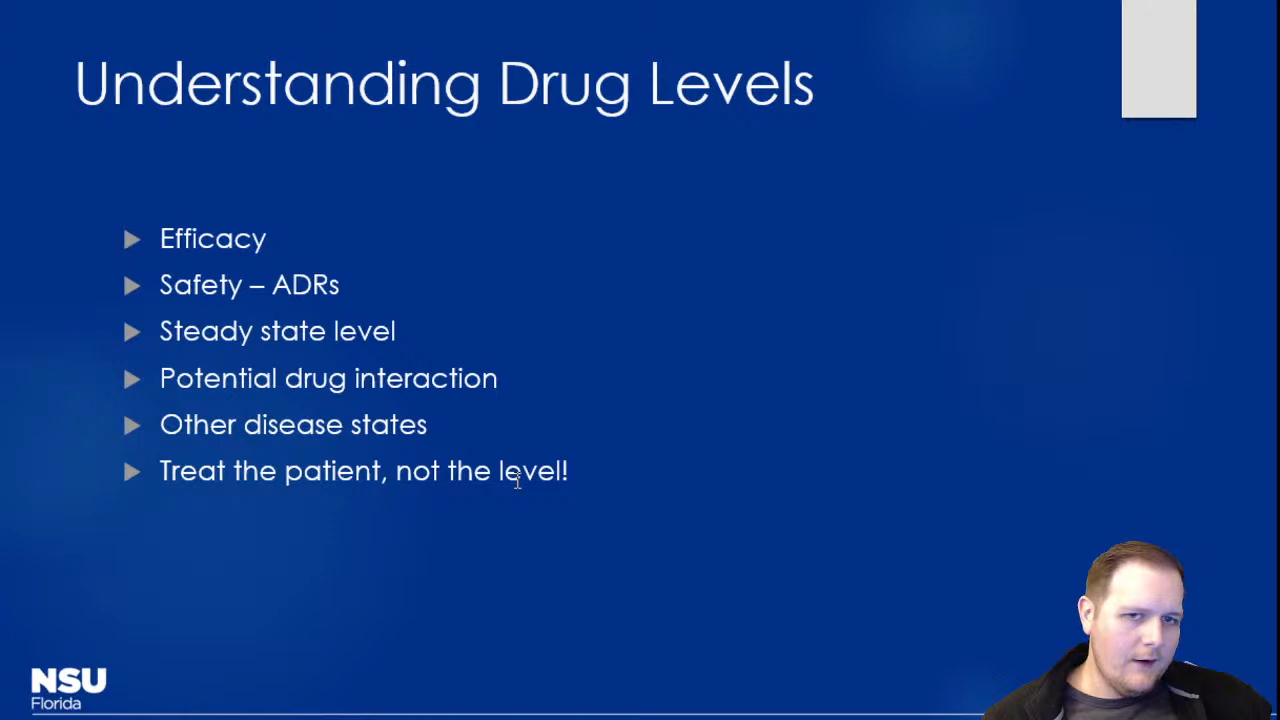 Understanding Drug Levels
Efficacy
Safety – ADRs
Steady state level
Potential drug interaction
Other disease states
Treat the patient, not the level!
NSU
Florida